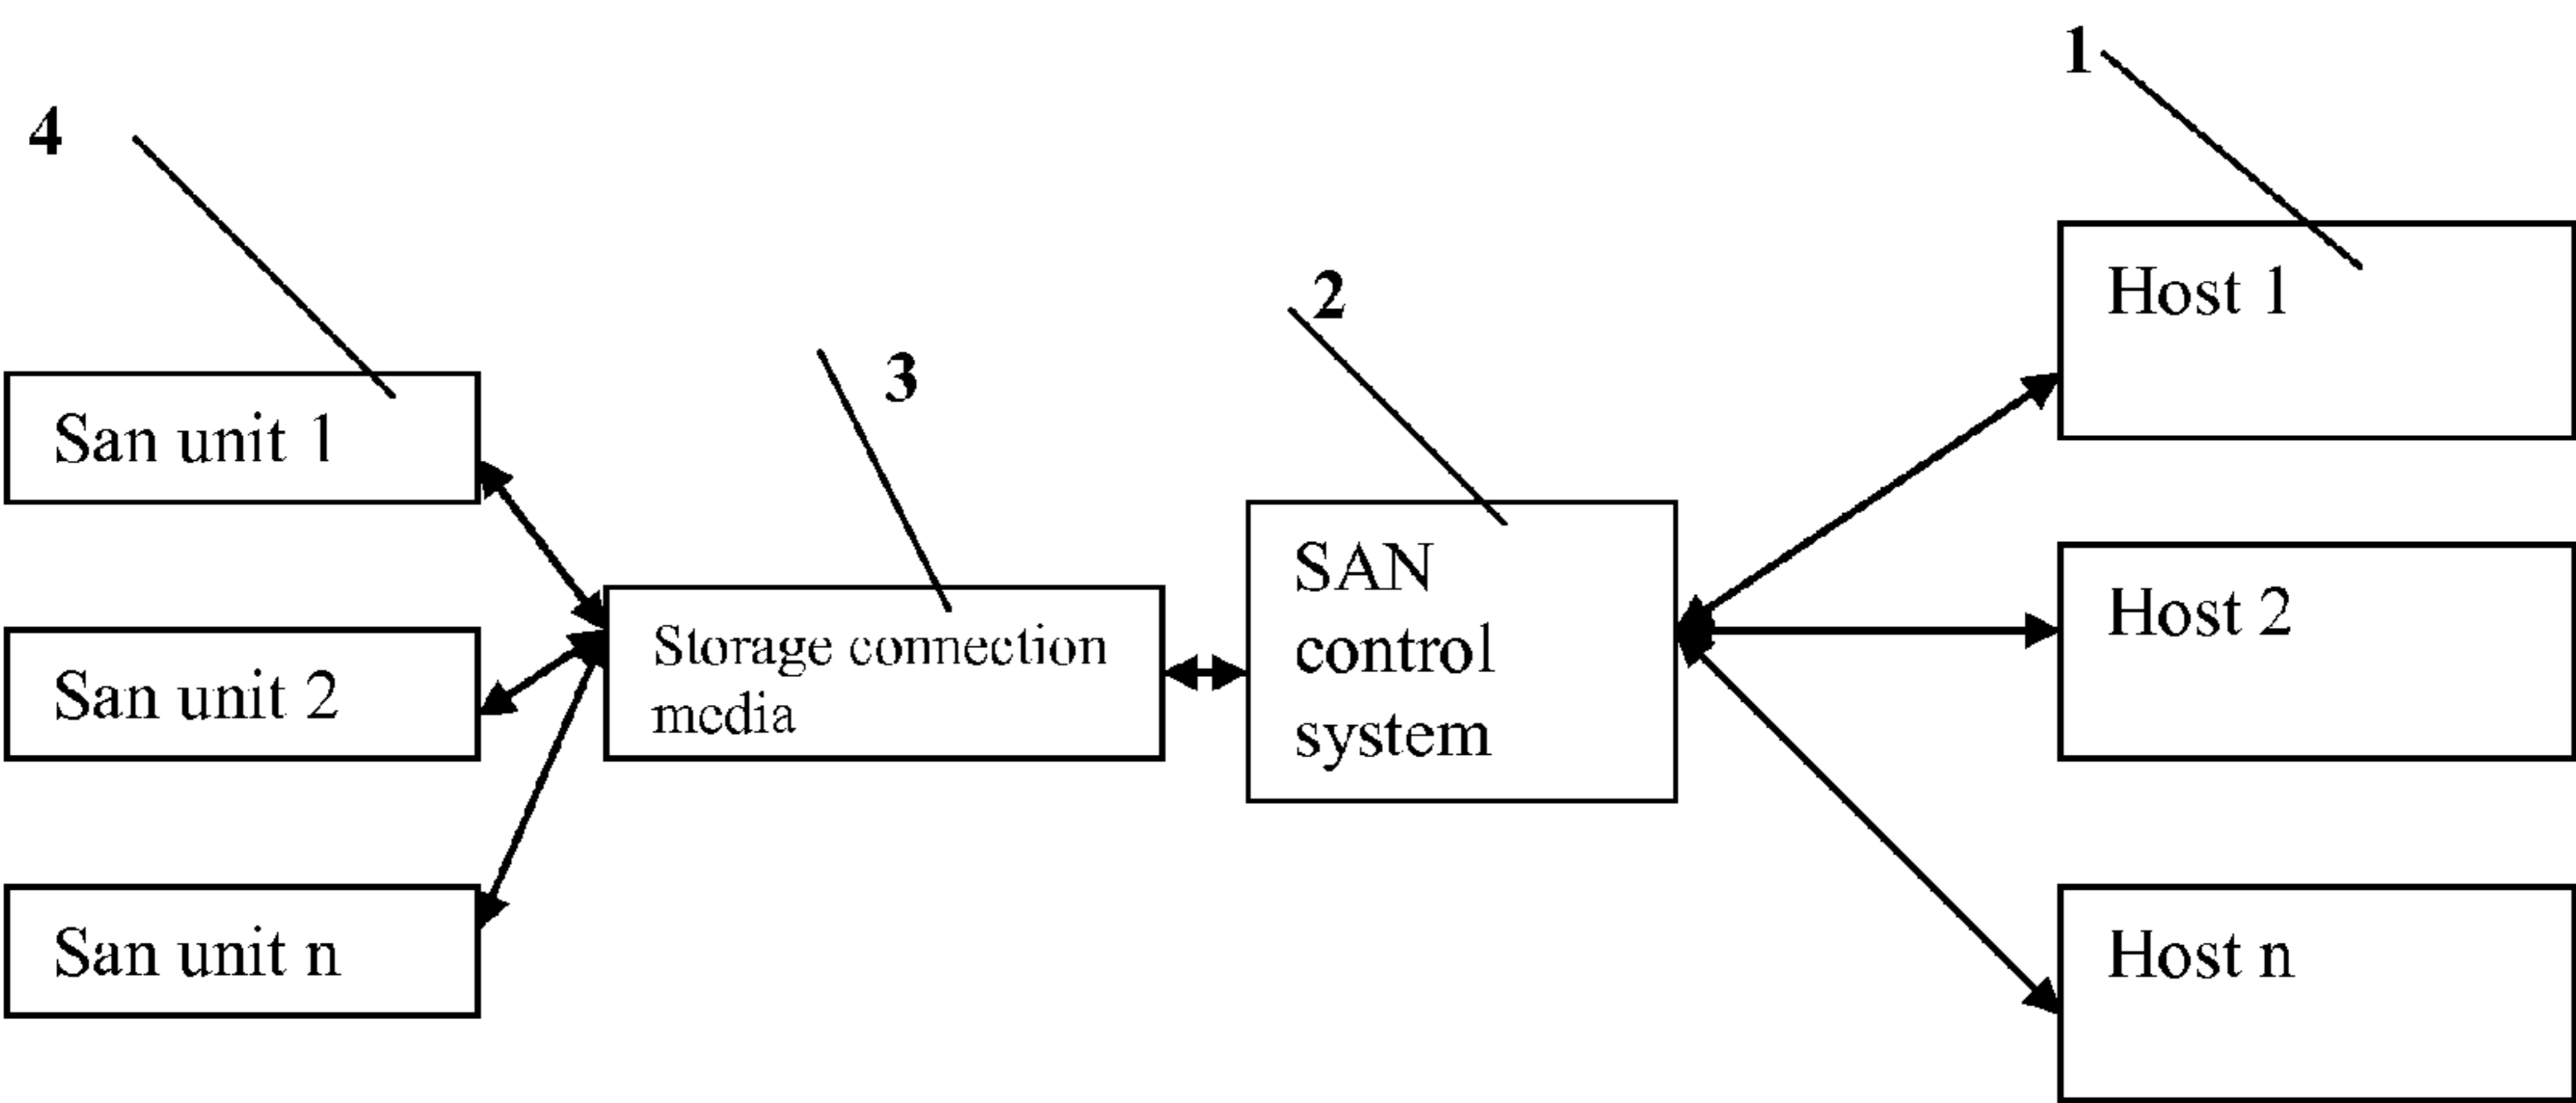 1
4
2
3
Host 1
San unit 1
SAN
control
system
Host 2
Storage connection
media
San unit 2
San unit n
Host n